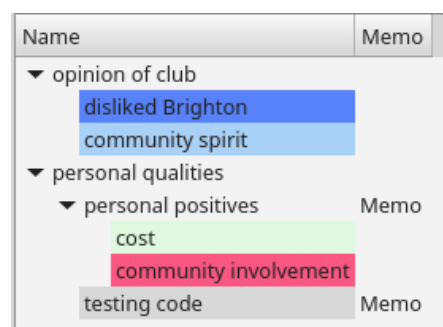 Name Memo
opinion of club
disliked Brighton
community spirit
personal qualities
personal positives Memo
cost
community involvement
testing code Memo